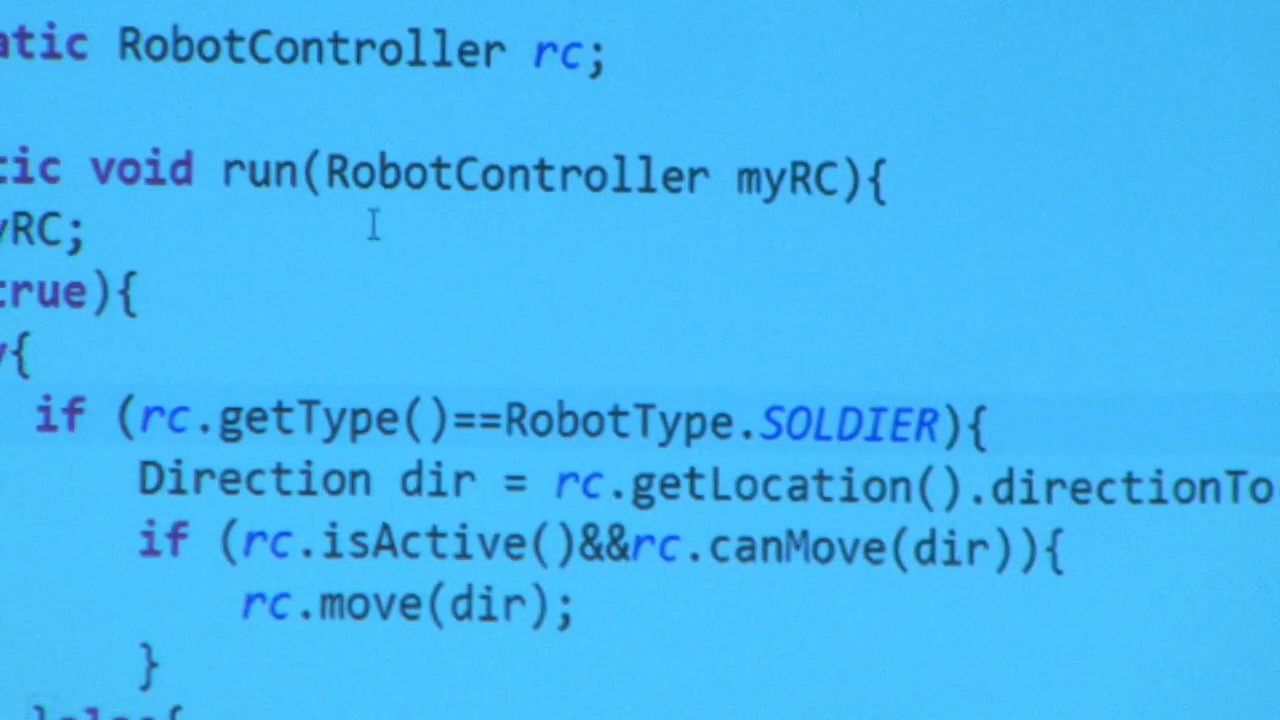 atic RobotController rc;
tic void run(RobotController myRC){
yRC;
true){
y{
if (rc.getType()==RobotType.SOLDIER){
Direction dir = rc.getLocation().directionTo
if (rc.isActive()&&rc.canMove(dir)){
rc.move(dir);
}
}else{